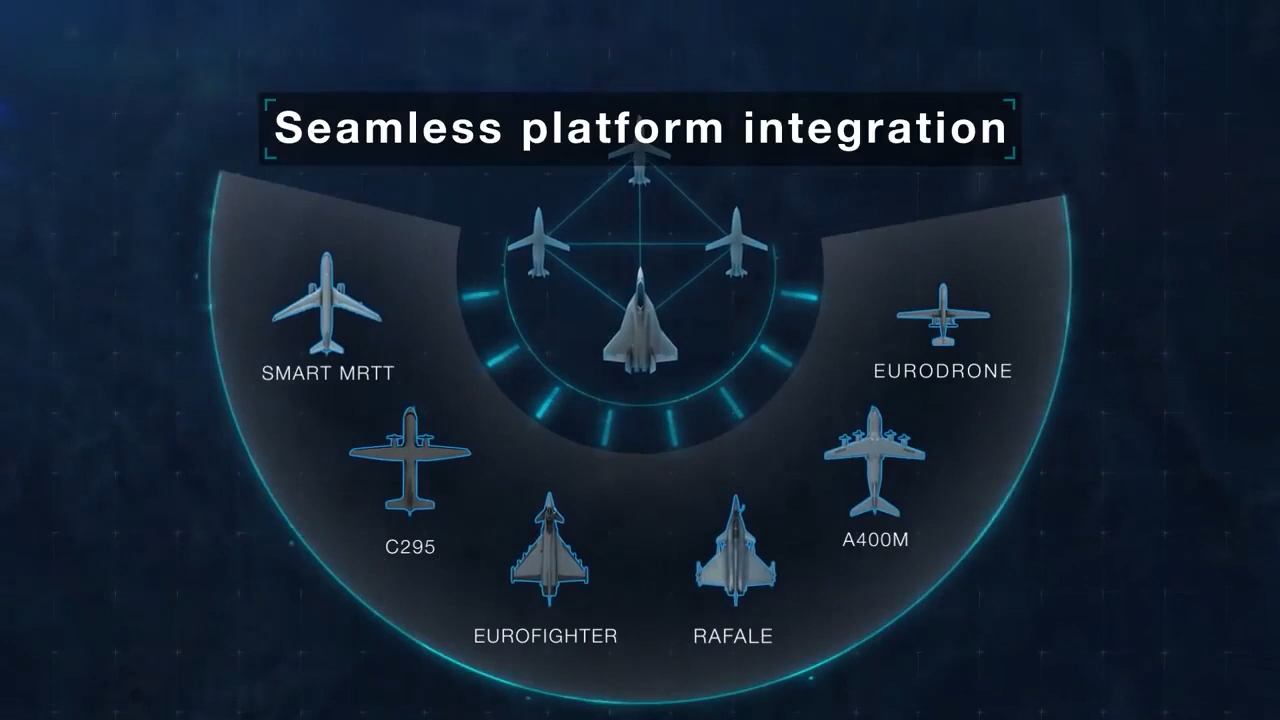 Seamless platform integration
SMART MRTT
EURODRONE
C295
A400M
EUROFIGHTER
RAFALE